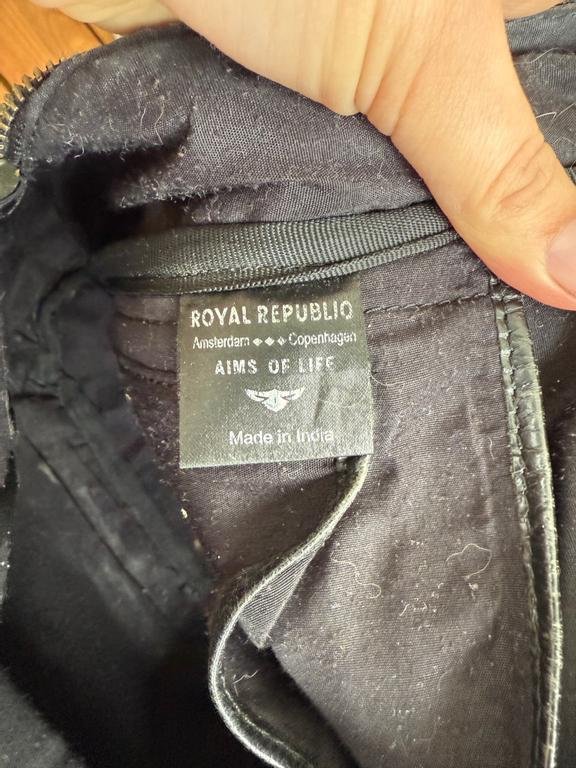 ROYAL REPUBLIQ
Amsterdam ◆◆◆ Copenhagen
AIMS OF LIFE
Made in India